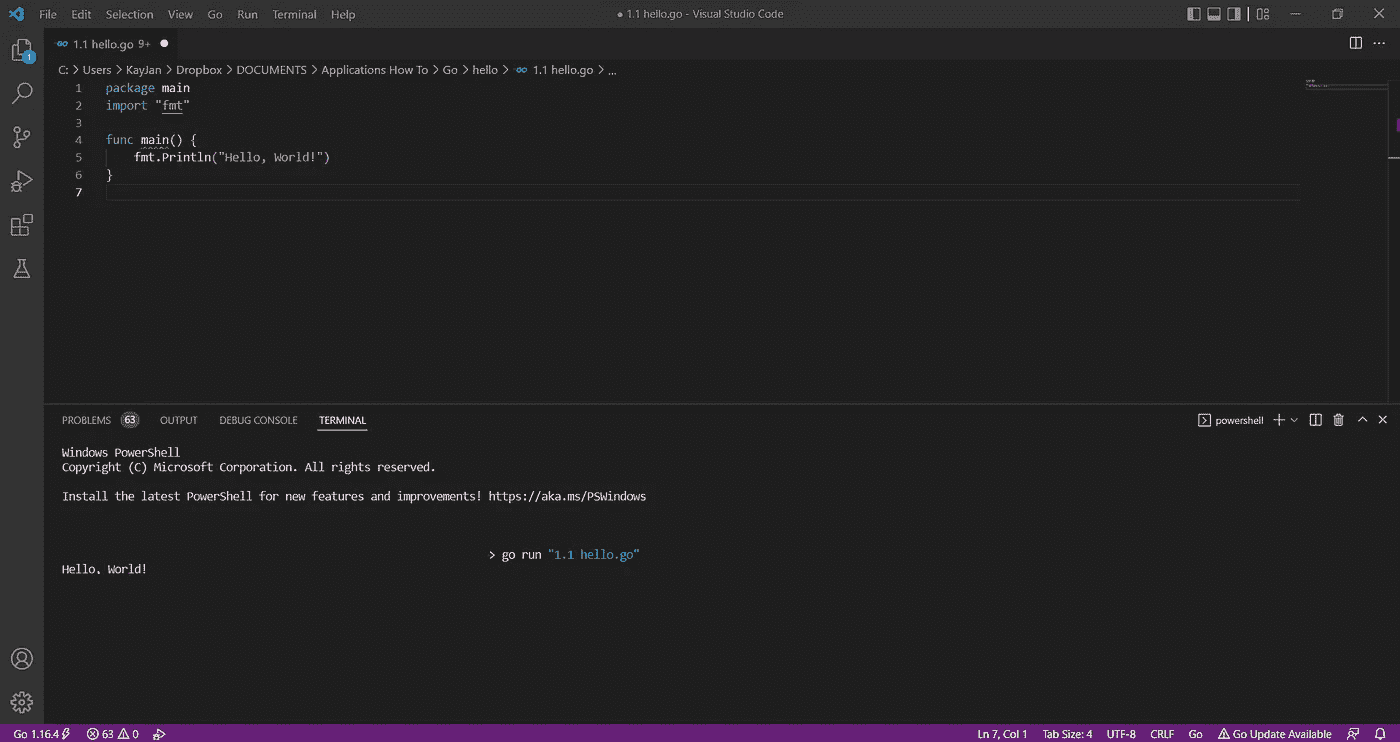 File Edit Selection View Go Run Terminal Help ● 1.1 hello.go - Visual Studio Code
1.1 hello.go 9+ ●
C: > Users > KayJan > Dropbox > DOCUMENTS > Applications How To > Go > hello > 1.1 hello.go > ...
1 package main
2 import "fmt"
3
4 func main() {
5 fmt.Println("Hello, World!")
6 }
7
1
PROBLEMS 63 OUTPUT DEBUG CONSOLE TERMINAL powershell
Windows PowerShell
Copyright (C) Microsoft Corporation. All rights reserved.
Install the latest PowerShell for new features and improvements! https://aka.ms/PSWindows
> go run "1.1 hello.go"
Hello, World!
Go 1.16.4 63 0 Ln 7, Col 1 Tab Size: 4 UTF-8 CRLF Go Go Update Available